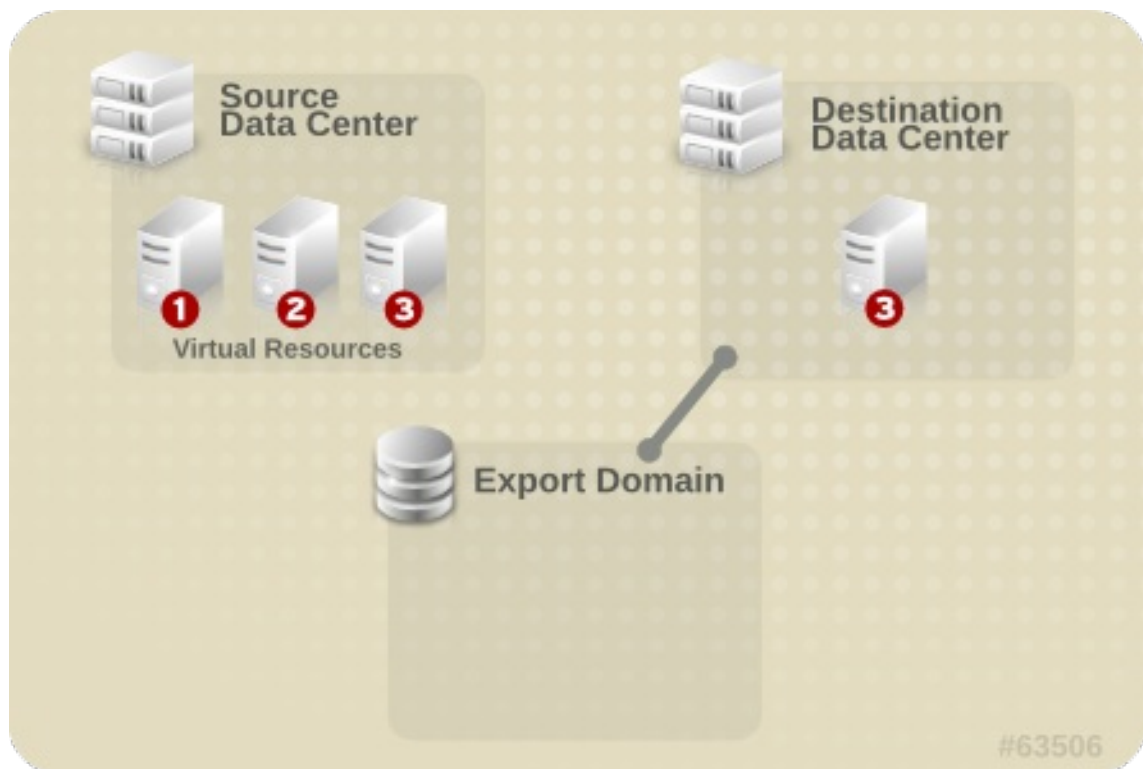 Source
Data Center
Destination
Data Center
1 2 3
3
Virtual Resources
Export Domain
#63506